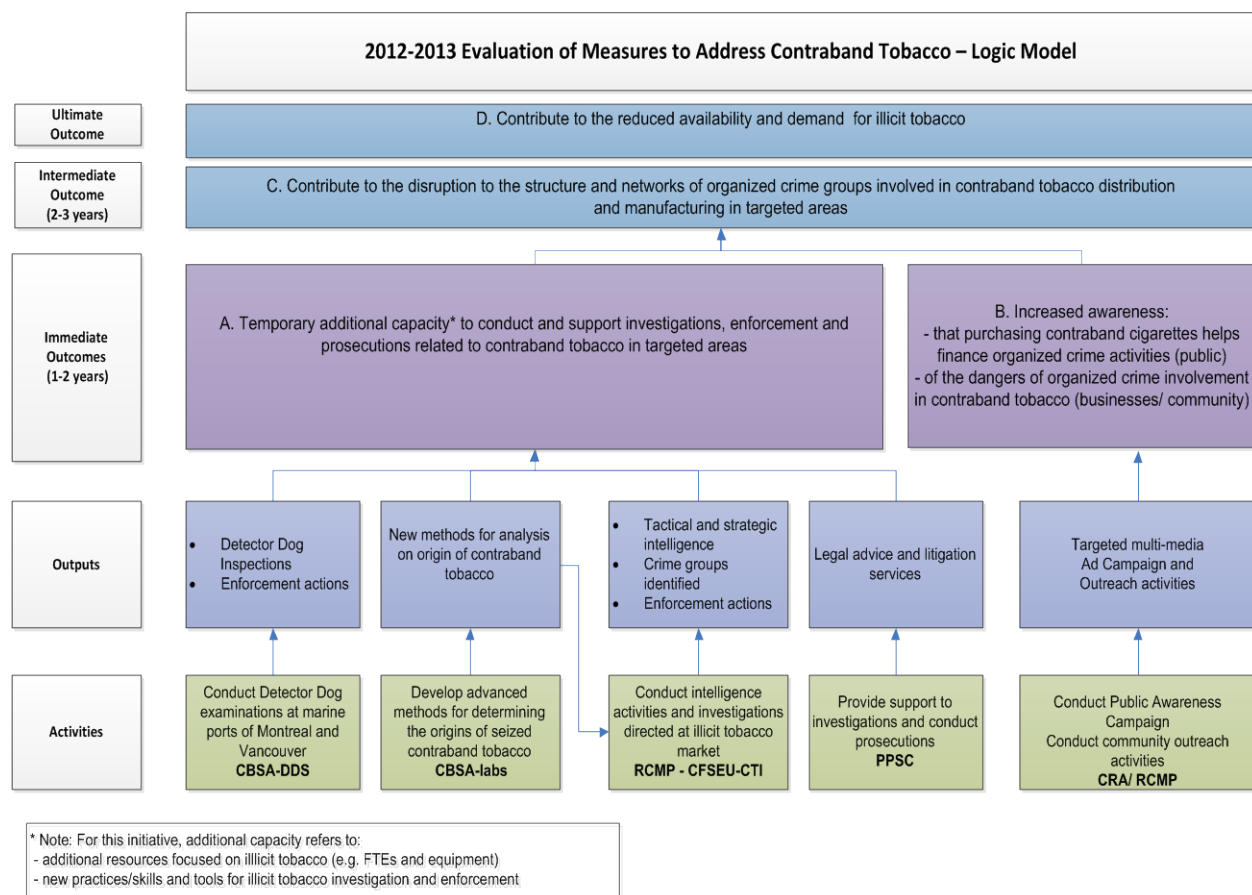 2012-2013 Evaluation of Measures to Address Contraband Tobacco – Logic Model
Ultimate
Outcome
D. Contribute to the reduced availability and demand for illicit tobacco
Intermediate
Outcome
(2-3 years)
C. Contribute to the disruption to the structure and networks of organized crime groups involved in contraband tobacco distribution
and manufacturing in targeted areas
Immediate
Outcomes
(1-2 years)
A. Temporary additional capacity* to conduct and support investigations, enforcement and
prosecutions related to contraband tobacco in targeted areas
B. Increased awareness:
- that purchasing contraband cigarettes helps
finance organized crime activities (public)
- of the dangers of organized crime involvement
in contraband tobacco (businesses/ community)
Outputs
• Detector Dog
Inspections
• Enforcement actions
New methods for analysis
on origin of contraband
tobacco
• Tactical and strategic
intelligence
• Crime groups
identified
• Enforcement actions
Legal advice and litigation
services
Targeted multi-media
Ad Campaign and
Outreach activities
Activities
Conduct Detector Dog
examinations at marine
ports of Montreal and
Vancouver
CBSA-DDS
Develop advanced
methods for determining
the origins of seized
contraband tobacco
CBSA-labs
Conduct intelligence
activities and investigations
directed at illicit tobacco
market
RCMP - CFSEU-CTI
Provide support to
investigations and conduct
prosecutions
PPSC
Conduct Public Awareness
Campaign
Conduct community outreach
activities
CRA/ RCMP
* Note: For this initiative, additional capacity refers to:
- additional resources focused on illlicit tobacco (e.g. FTEs and equipment)
- new practices/skills and tools for illicit tobacco investigation and enforcement